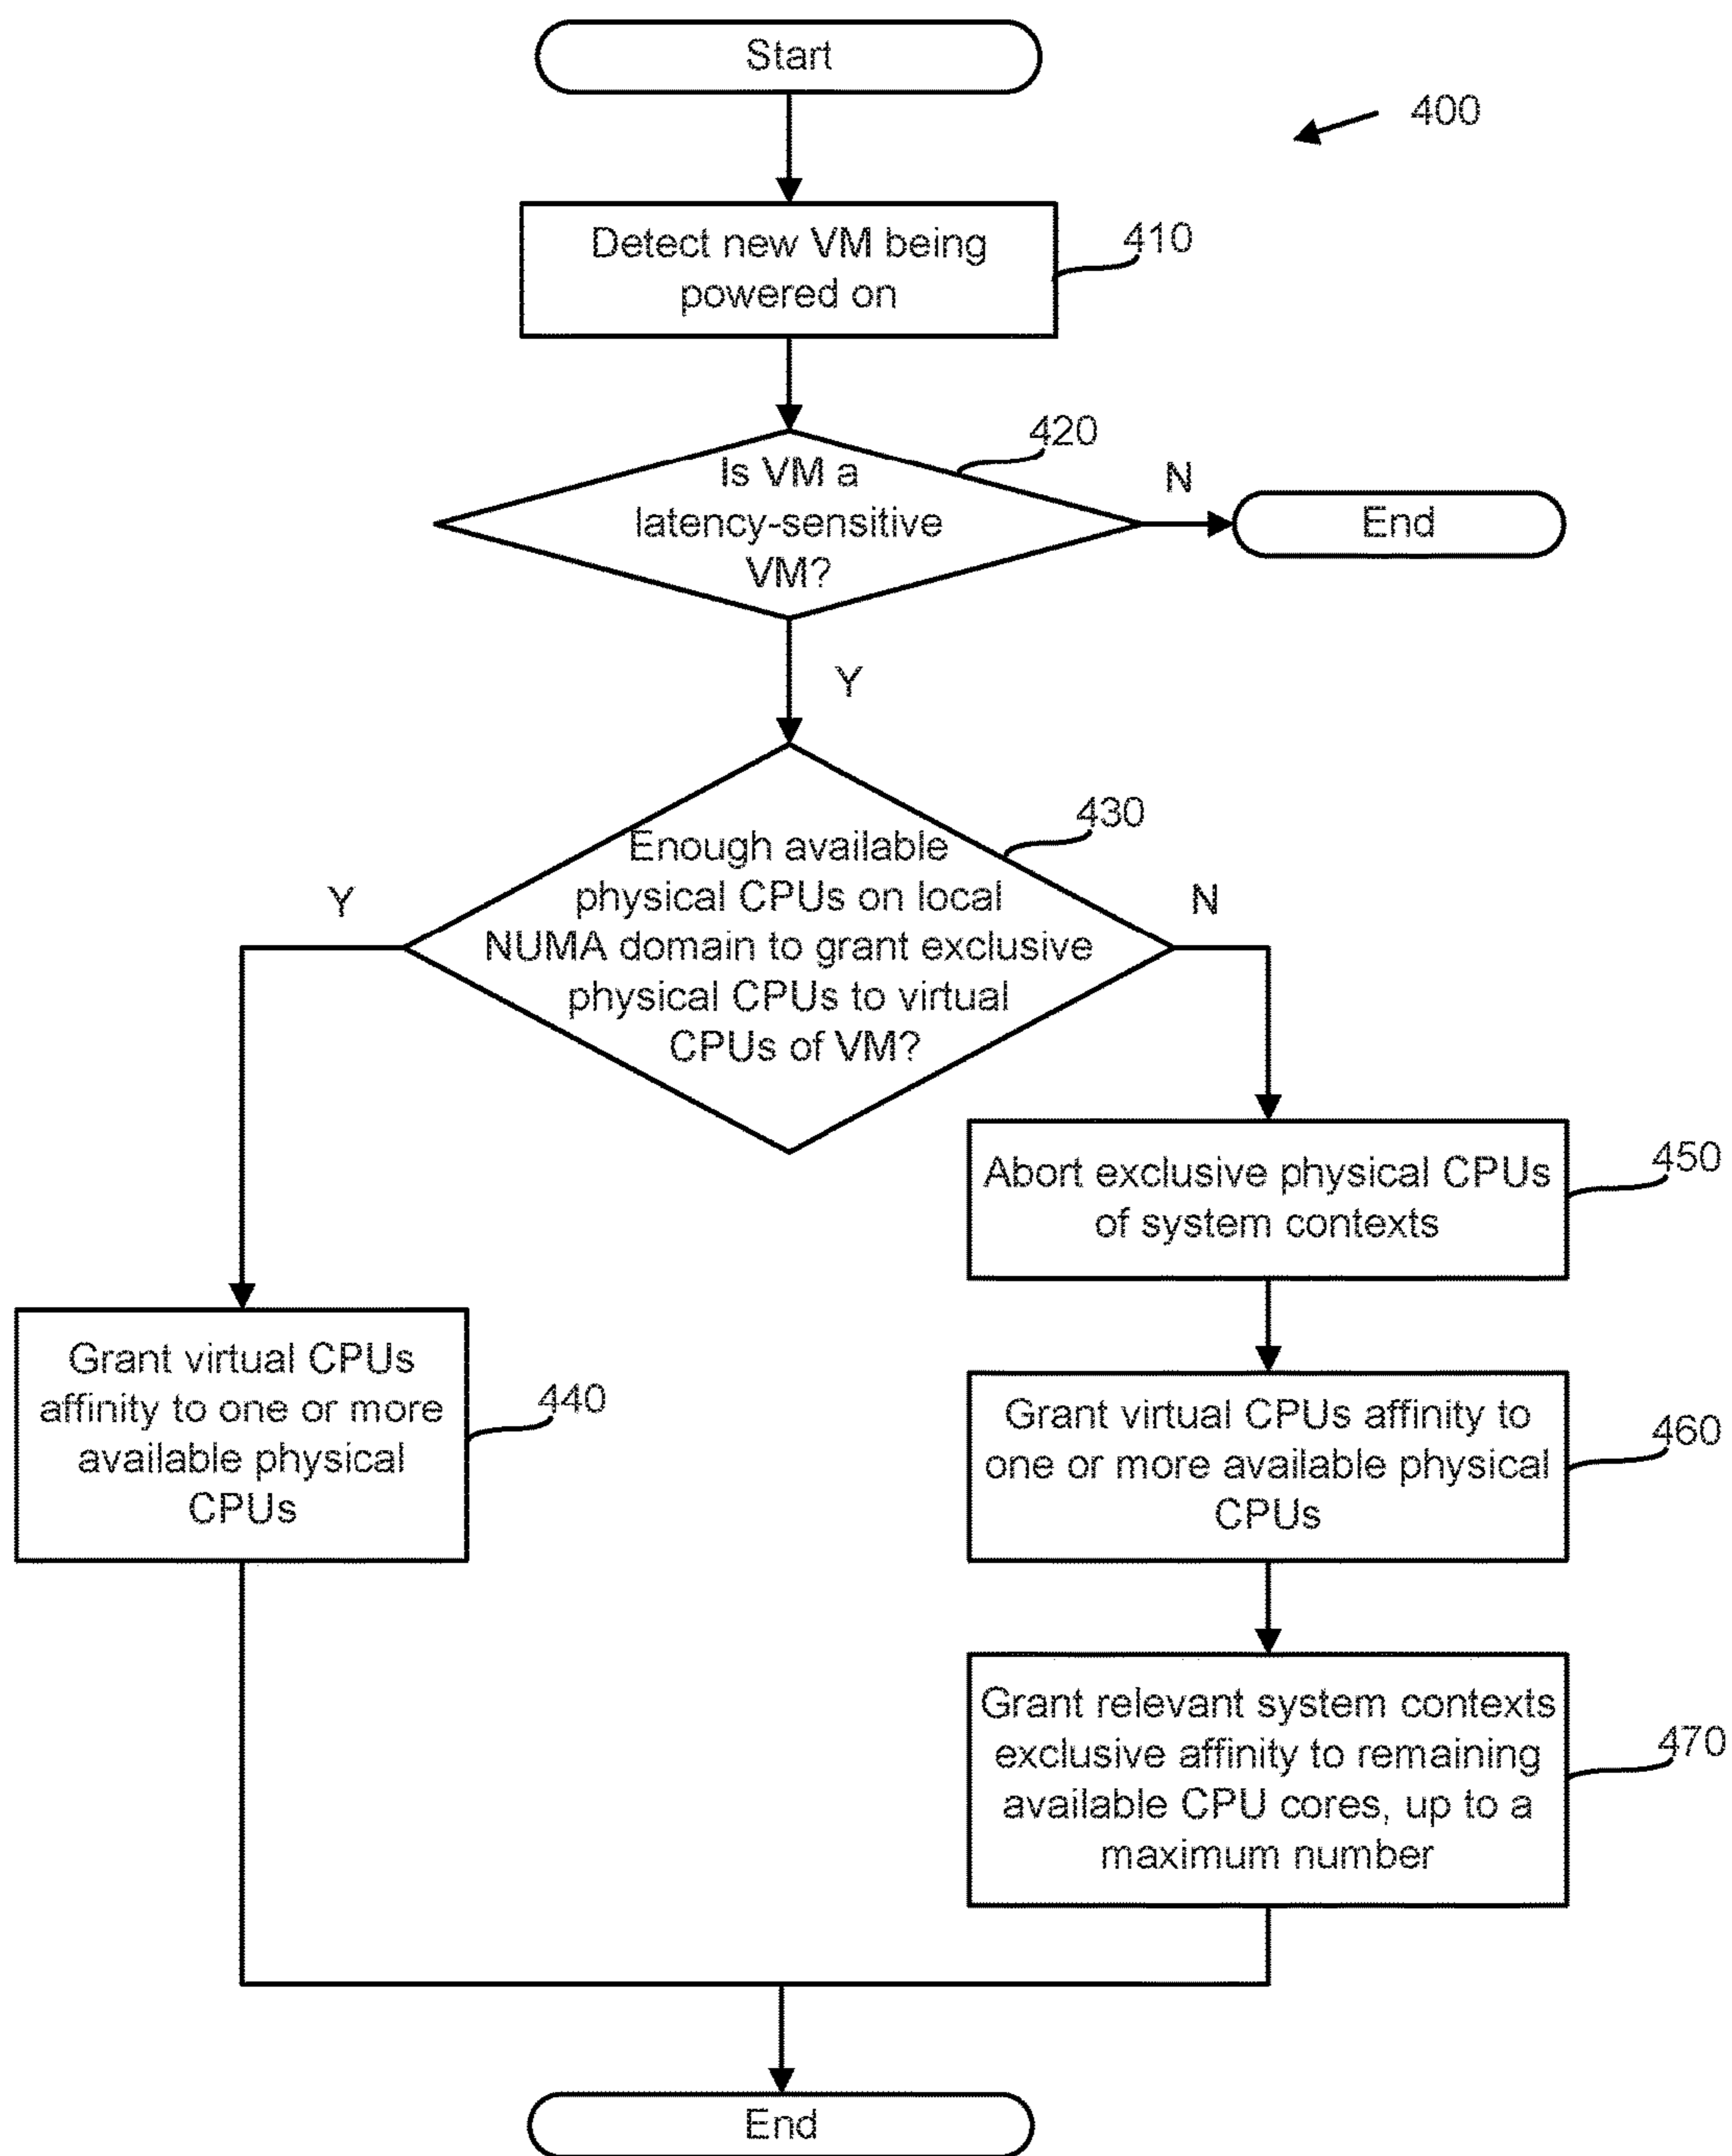 Start
400
Detect new VM being
powered on
410
420
Is VM a
latency-sensitive
VM?
N
End
Y
430
Enough available
physical CPUs on local
NUMA domain to grant exclusive
physical CPUs to virtual
CPUs of VM?
Y
N
Abort exclusive physical CPUs
of system contexts
450
Grant virtual CPUs
affinity to one or more
available physical
CPUs
440
Grant virtual CPUs affinity to
one or more available physical
CPUs
460
Grant relevant system contexts
exclusive affinity to remaining
available CPU cores, up to a
maximum number
470
End